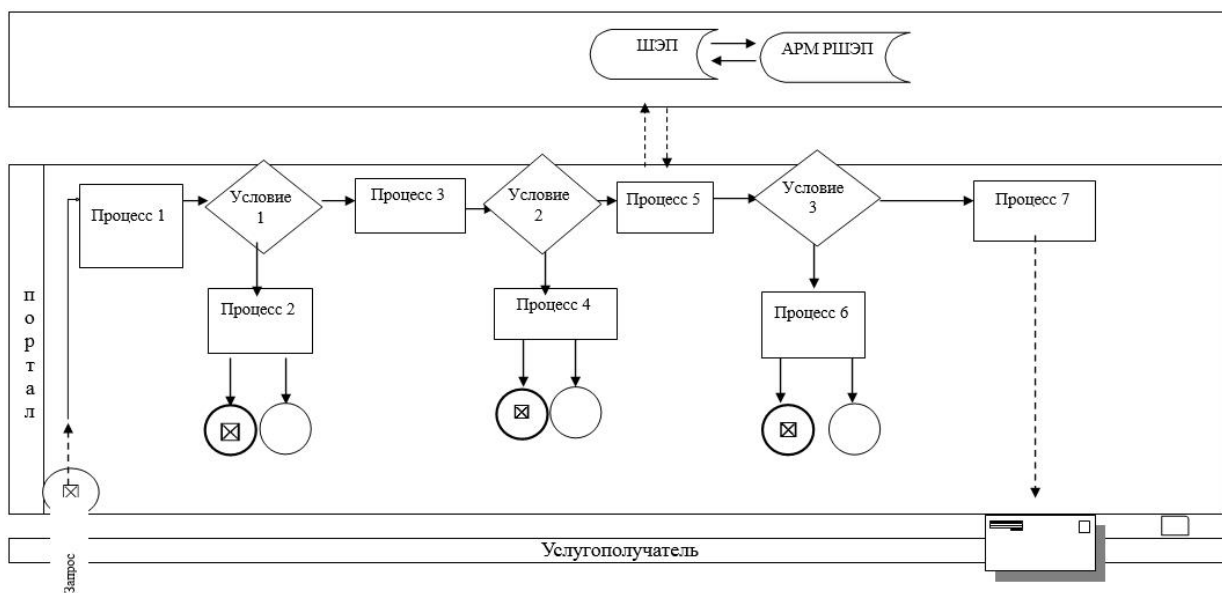 ШЭП
АРМ РШЭП
портал
Процесс 1
Условие
1
Процесс 3
Условие
2
Процесс 5
Условие
3
Процесс 7
Процесс 2
Процесс 4
Процесс 6
Запрос
Услугополучатель